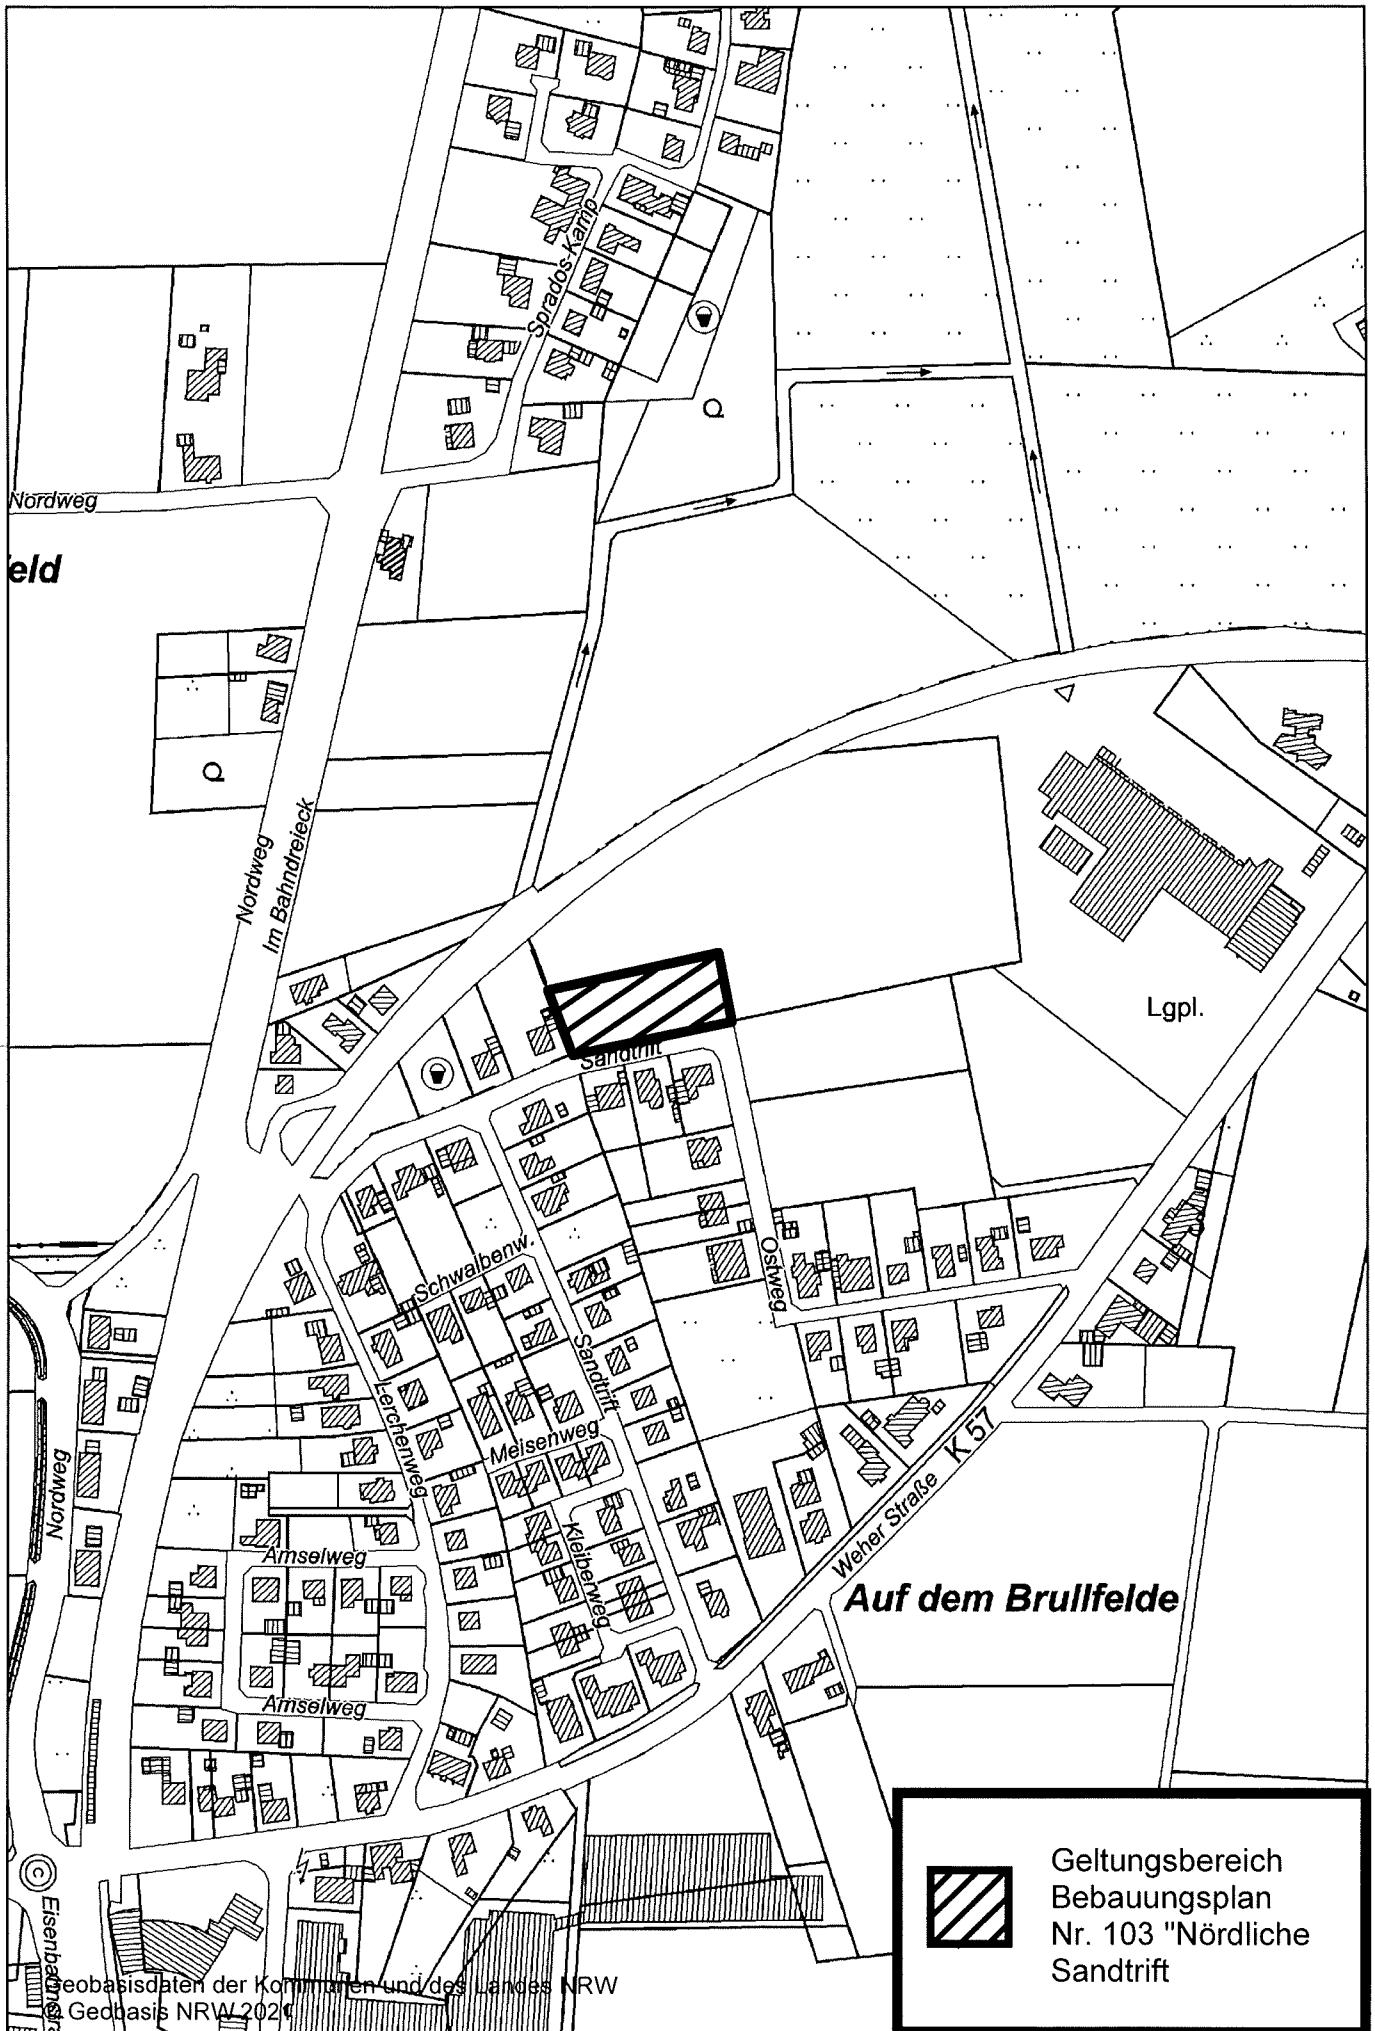 Sprados-Kamp
Nordweg
eld
Nordweg
Im Bahndreieck
Lgpl.
Sandtrift
Schwalbenw.
Ostweg
Sandtrift
Lerchenweg
Meisenweg
K 57
Nordweg
Weher Straße
Kleiberweg
Amselweg
Auf dem Brullfelde
Amselweg
Geltungsbereich
Bebauungsplan
Nr. 103 "Nördliche
Sandtrift
C
Geobasisdaten der Kommunen und des Landes NRW
© Geobasis NRW